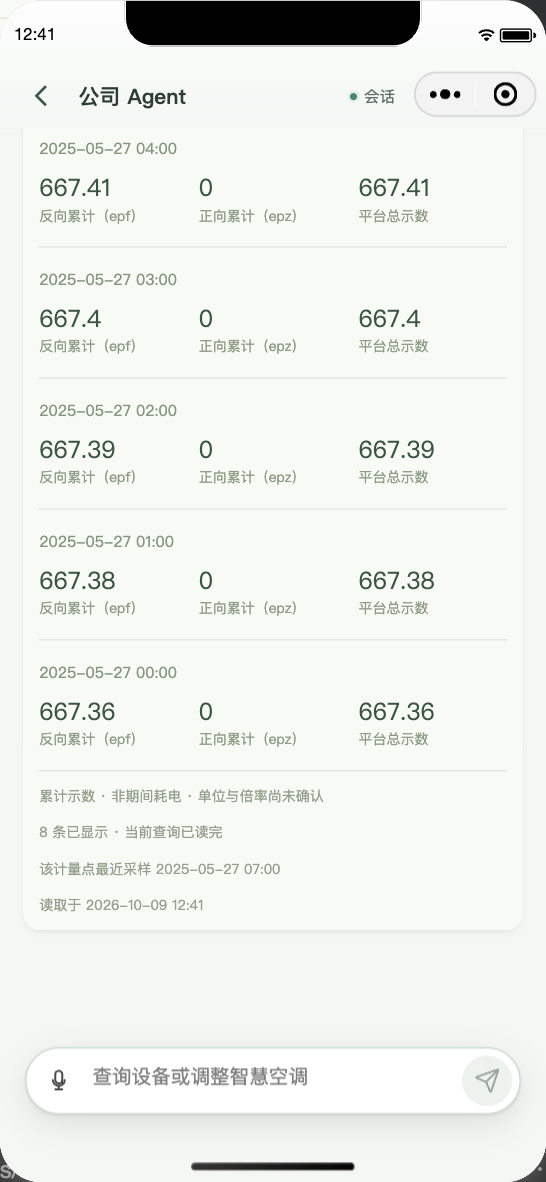 12:41
公司 Agent
会话
2025-05-27 04:00
667.41 0 667.41
反向累计（epf） 正向累计（epz） 平台总示数
2025-05-27 03:00
667.4 0 667.4
反向累计（epf） 正向累计（epz） 平台总示数
2025-05-27 02:00
667.39 0 667.39
反向累计（epf） 正向累计（epz） 平台总示数
2025-05-27 01:00
667.38 0 667.38
反向累计（epf） 正向累计（epz） 平台总示数
2025-05-27 00:00
667.36 0 667.36
反向累计（epf） 正向累计（epz） 平台总示数
累计示数 · 非期间耗电 · 单位与倍率尚未确认
8 条已显示 · 当前查询已读完
该计量点最近采样 2025-05-27 07:00
读取于 2026-10-09 12:41
查询设备或调整智慧空调